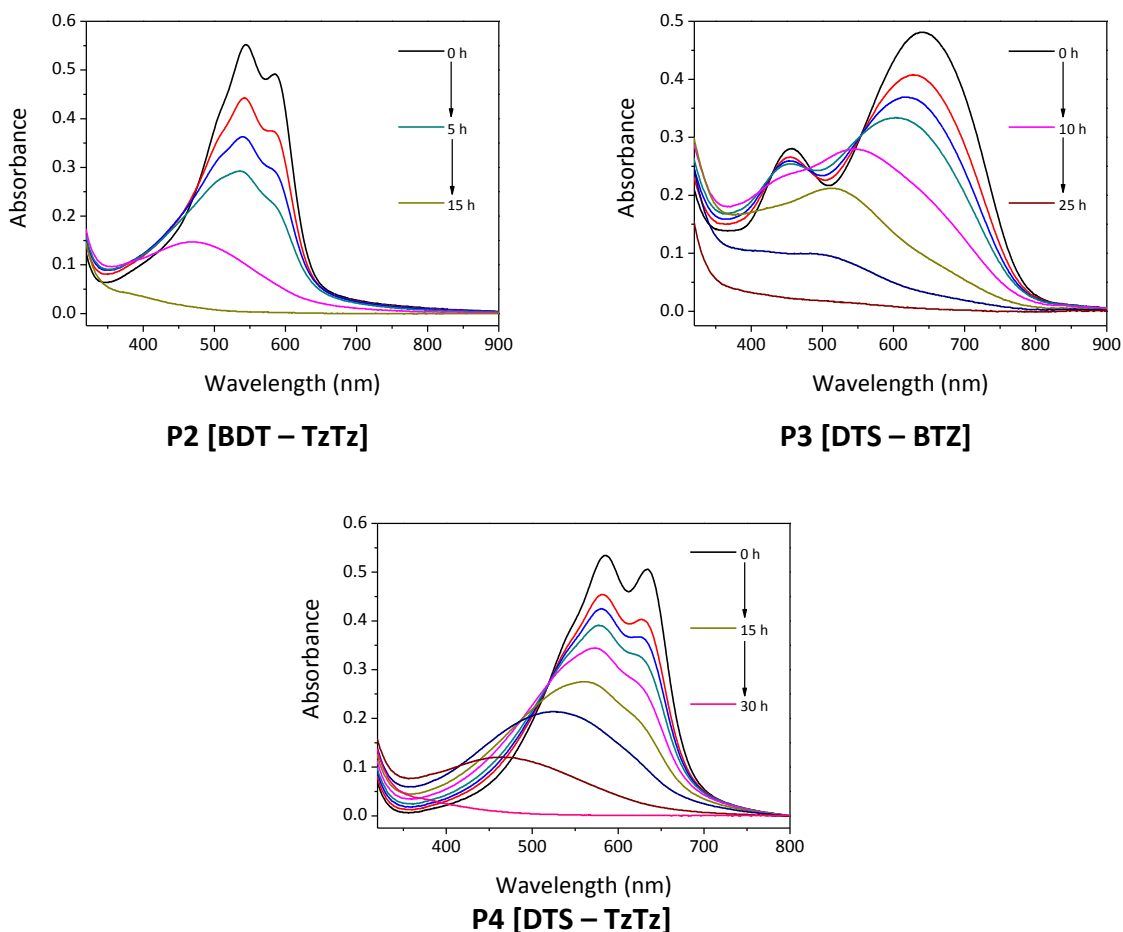 0.6
0.5
0.4
0.3
0.2
0.1
0.0
Absorbance
400 500 600 700 800 900
Wavelength (nm)
0 h
5 h
15 h
P2 [BDT – TzTz]
0.5
0.4
0.3
0.2
0.1
0.0
Absorbance
400 500 600 700 800 900
Wavelength (nm)
0 h
10 h
25 h
P3 [DTS – BTZ]
0.6
0.5
0.4
0.3
0.2
0.1
0.0
Absorbance
400 500 600 700 800
Wavelength (nm)
0 h
15 h
30 h
P4 [DTS – TzTz]